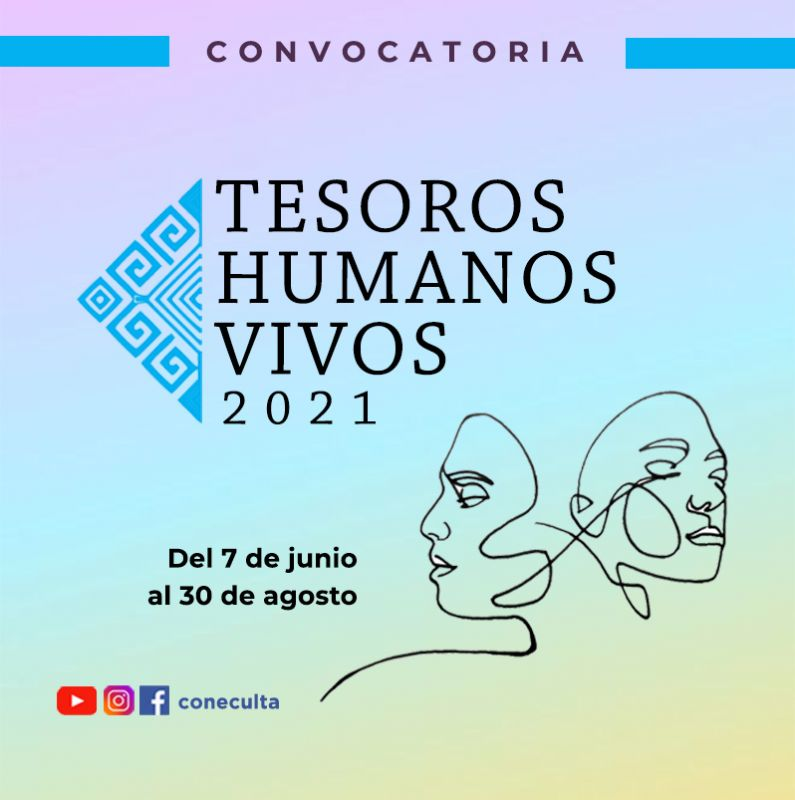 CONVOCATORIA
TESOROS
HUMANOS
VIVOS
2021
Del 7 de junio
al 30 de agosto
coneculta